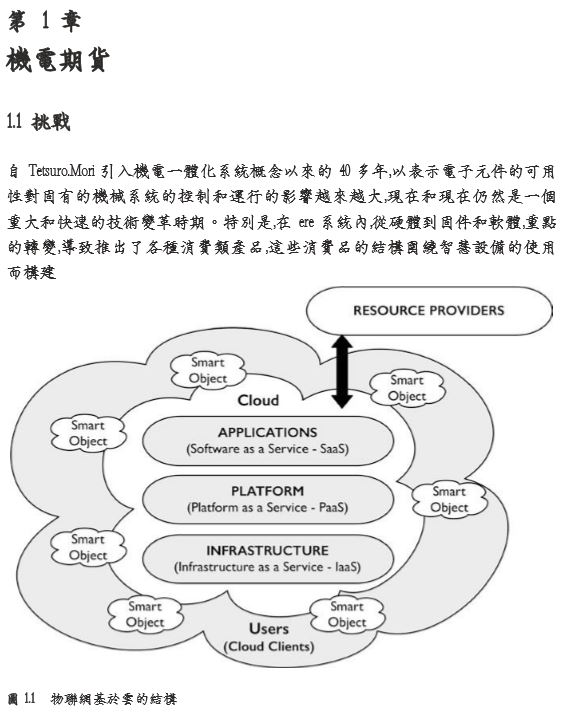 第 1 章
機電期貨
1.1 挑戰
自 Tetsuro.Mori 引入機電一體化系統概念以來的 40 多年,以表示電子元件的可用
性對固有的機械系統的控制和運行的影響越來越大,現在和現在仍然是一個
重大和快速的技術變革時期。特別是,在 ere 系統內,從硬體到固件和軟體,重點
的轉變,導致推出了各種消費類產品,這些消費品的結構圍繞智慧設備的使用
而構建
RESOURCE PROVIDERS
Smart
Object
Smart
Object
Cloud
Smart
Object
APPLICATIONS
(Software as a Service - SaaS)
PLATFORM
(Platform as a Service - PaaS)
Smart
Object
Smart
Object
INFRASTRUCTURE
(Infrastructure as a Service - IaaS)
Smart
Object
Smart
Object
Users
(Cloud Clients)
圖 1.1 物聯網基於雲的結構